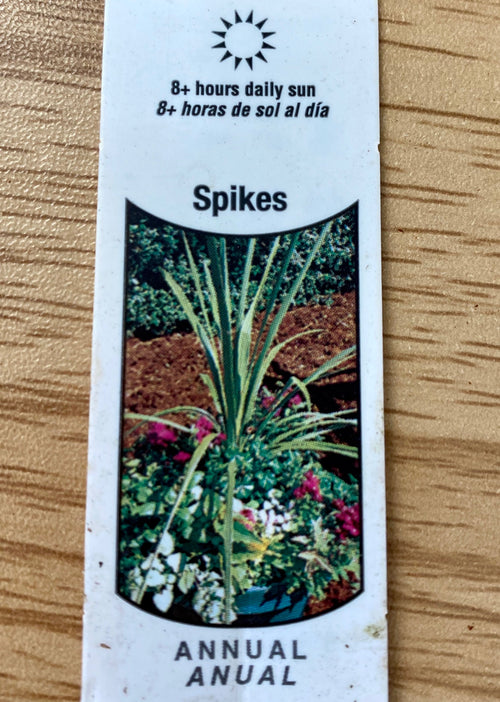 8+ hours daily sun
8+ horas de sol al día
Spikes
ANNUAL
ANUAL